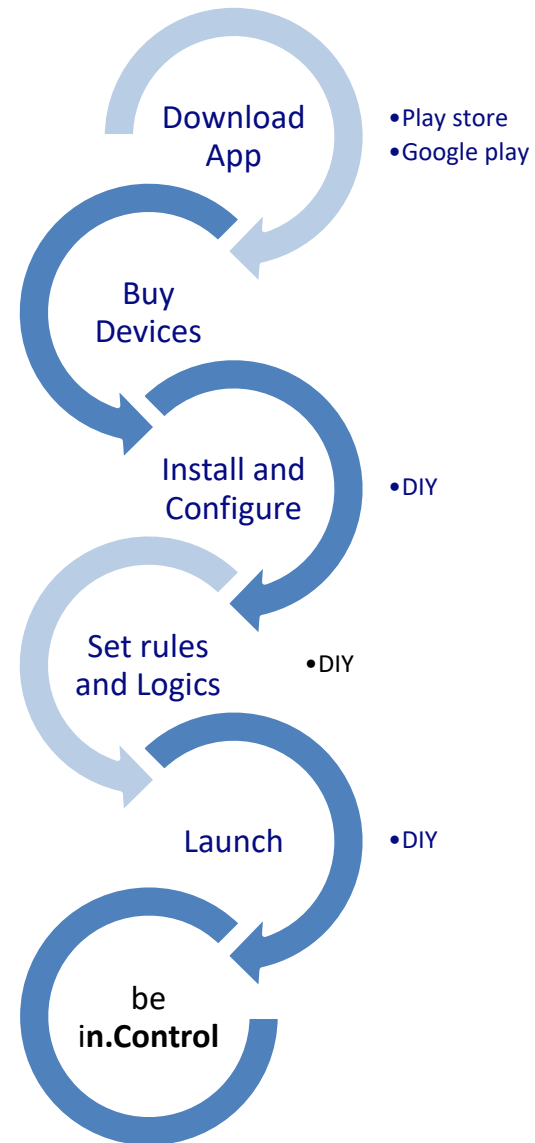 Download
App
•Play store
•Google play
Buy
Devices
Install and
Configure
•DIY
Set rules
and Logics
•DIY
Launch
•DIY
be
in.Control